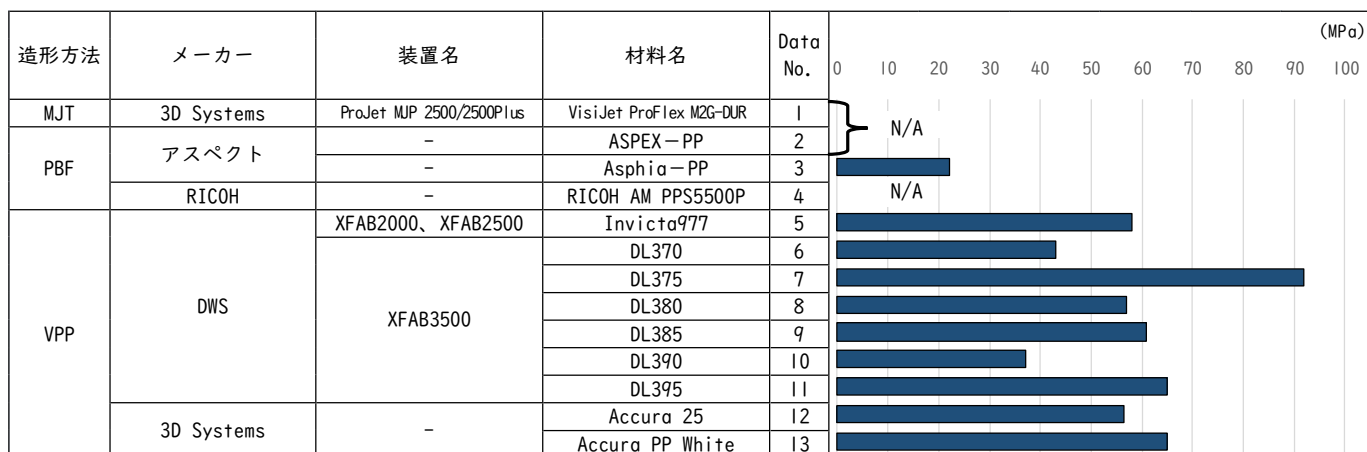 (MPa)
造形方法 メーカー 装置名 材料名 Data No. 0 10 20 30 40 50 60 70 80 90 100
MJT 3D Systems ProJet MJP 2500/2500Plus VisiJet ProFlex M2G-DUR 1 N/A
PBF アスペクト － ASPEX－PP 2
－ Asphia－PP 3
RICOH － RICOH AM PPS5500P 4 N/A
VPP DWS XFAB2000、XFAB2500 Invicta977 5
XFAB3500 DL370 6
DL375 7
DL380 8
DL385 9
DL390 10
DL395 11
3D Systems － Accura 25 12
Accura PP White 13